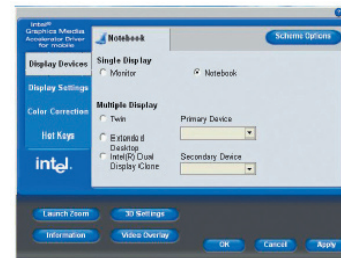 Intel®
Graphics Media
Accelerator Driver
for mobile
Notebook
Scheme Options
Display Devices
Display Settings
Color Correction
Hot Keys
intel.
Single Display
Monitor
Notebook
Multiple Display
Twin
Primary Device
Extended
Desktop
Intel(R) Dual
Display Clone
Secondary Device
Launch Zoom
3D Settings
Information
Video Overlay
OK
Cancel
Apply